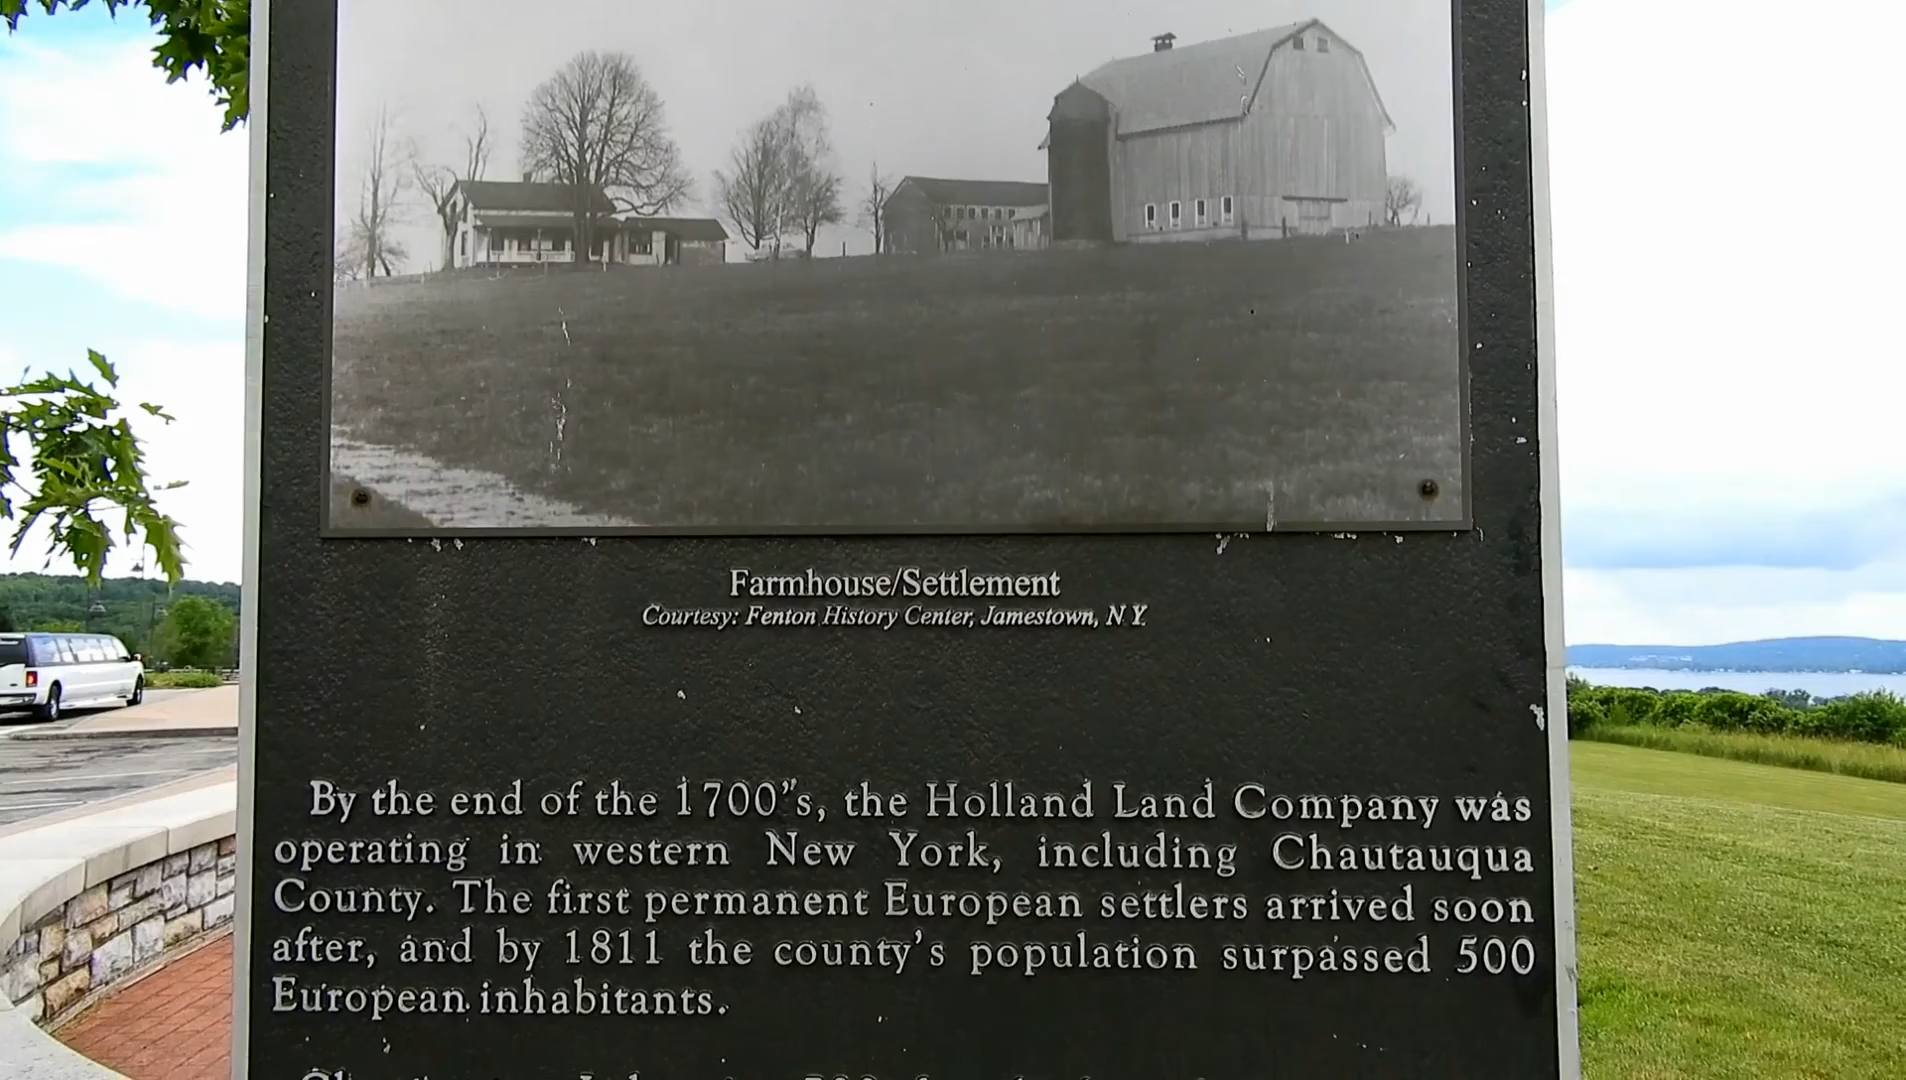 Farmhouse/Settlement
Courtesy: Fenton History Center, Jamestown, N.Y.
By the end of the 1700"s, the Holland Land Company was
operating in western New York, including Chautauqua
County. The first permanent European settlers arrived soon
after, and by 1811 the county's population surpassed 500
European inhabitants.